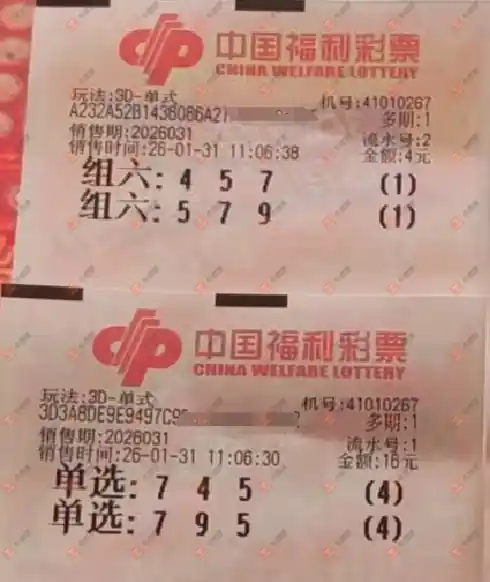 中国福利彩票
CHINA WELFARE LOTTERY
玩法:3D-单式 机号:41010267
A232A52B1436086A2 多期:1
销售期:2026031 流水号:2
销售时间:26-01-31 11:06:38 金额:4元
组六: 4 5 7 (1)
组六: 5 7 9 (1)
中国福利彩票
CHINA WELFARE LOTTERY
玩法:3D-单式 机号:41010267
3D3A8DE9E9497C9 多期:1
销售期:2026031 流水号:1
销售时间:26-01-31 11:06:30 金额:16元
单选: 7 4 5 (4)
单选: 7 9 5 (4)